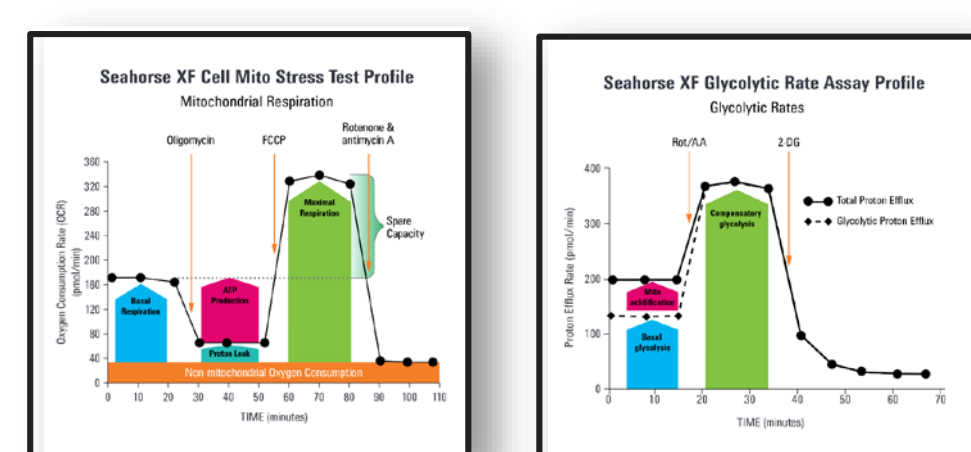 Seahorse XF Cell Mito Stress Test Profile
Mitochondrial Respiration
Oligomycin
FCCP
Rotenone &
antimycin A
Oxygen Consumption Rate (OCR)
(pmol/min)
360
320
280
240
200
160
120
80
40
0
Basal
Respiration
ATP
Production
Proton Leak
Maximal
Respiration
Spare
Capacity
Non-mitochondrial Oxygen Consumption
0 10 20 30 40 50 60 70 80 90 100 110
TIME (minutes)
Seahorse XF Glycolytic Rate Assay Profile
Glycolytic Rates
Rot/AA
2-DG
Proton Efflux Rate (pmol/min)
400
300
200
100
0
Mito
acidification
Basal
glycolysis
Compensatory
glycolysis
Total Proton Efflux
Glycolytic Proton Efflux
0 10 20 30 40 50 60 70
TIME (minutes)